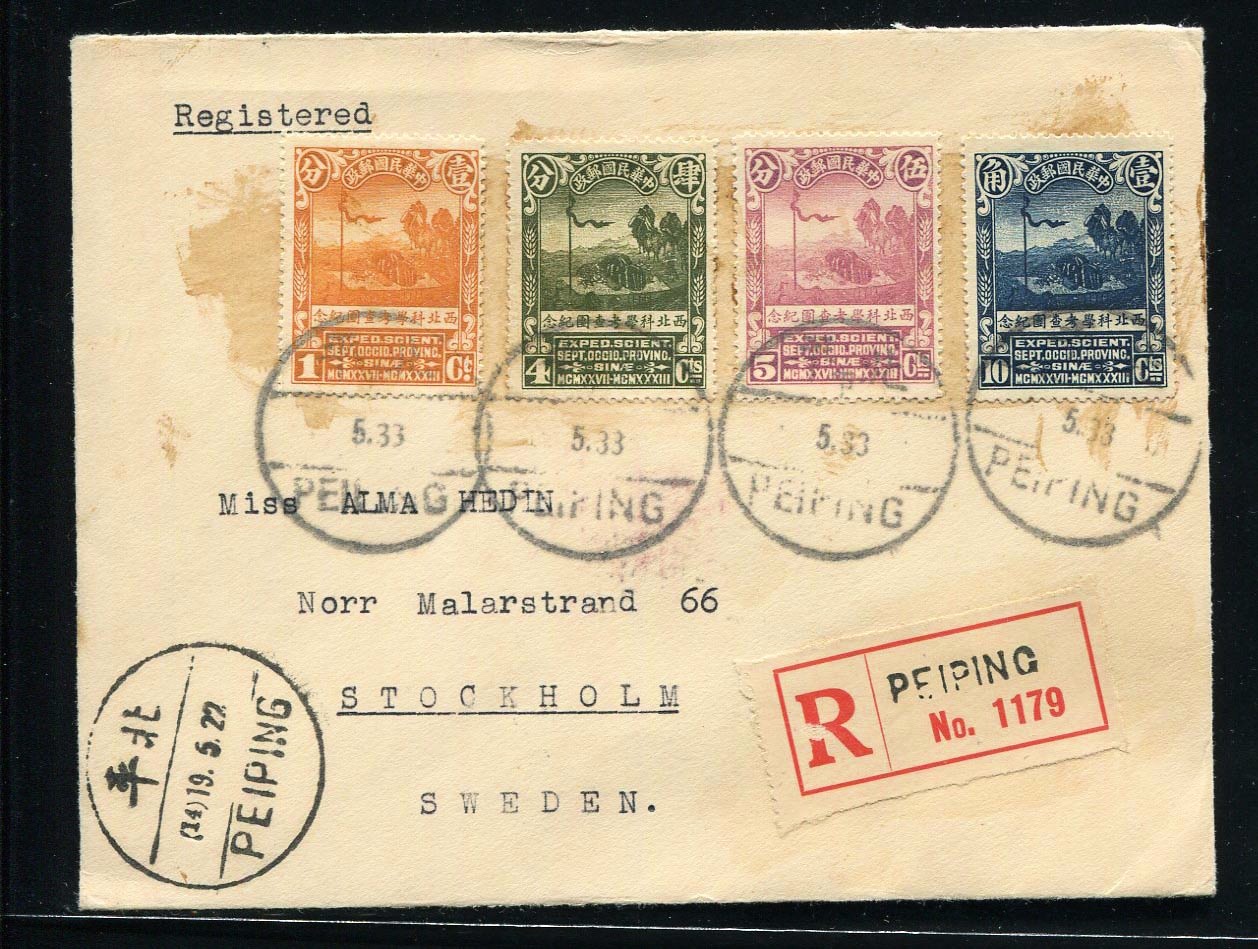 Registered
壹分
中華民國郵政
西北科學考查團紀念
EXPED.SCIENT.
SEPT.OCCID.PROVINC.
SINÆ
MCMXXVII-MCMXXXIII
1 Ct
肆分
中華民國郵政
西北科學考查團紀念
EXPED.SCIENT.
SEPT.OCCID.PROVINC.
SINÆ
MCMXXVII-MCMXXXIII
4 Cts
伍分
中華民國郵政
西北科學考查團紀念
EXPED.SCIENT.
SEPT.OCCID.PROVINC.
SINÆ
MCMXXVII-MCMXXXIII
5 Cts
壹角
中華民國郵政
西北科學考查團紀念
EXPED.SCIENT.
SEPT.OCCID.PROVINC.
SINÆ
MCMXXVII-MCMXXXIII
10 Cts
5.33
PEIPING
5.33
PEIPING
5.33
PEIPING
5.33
PEIPING
Miss ALMA HEDIN
Norr Malarstrand 66
STOCKHOLM
SWEDEN.
R
PEIPING
No. 1179
北平
(14)19. 5. 22.
PEIPING